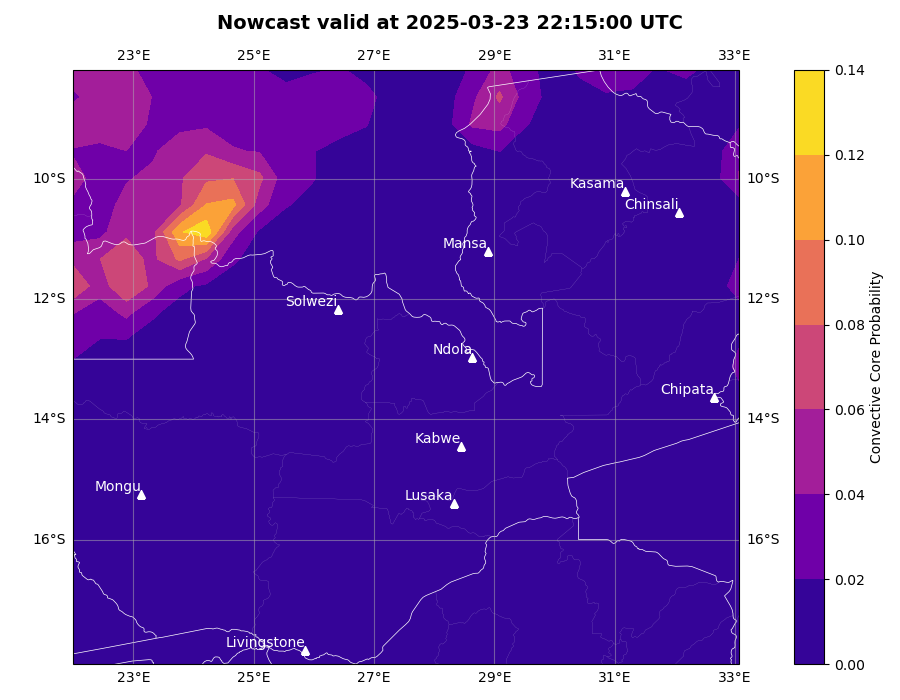 Nowcast valid at 2025-03-23 22:15:00 UTC
23°E 25°E 27°E 29°E 31°E 33°E
10°S 10°S
12°S 12°S
14°S 14°S
16°S 16°S
Kasama
Chinsali
Mansa
Solwezi
Ndola
Chipata
Kabwe
Mongu
Lusaka
Livingstone
23°E 25°E 27°E 29°E 31°E 33°E
0.14
0.12
0.10
0.08
0.06
0.04
0.02
0.00
Convective Core Probability